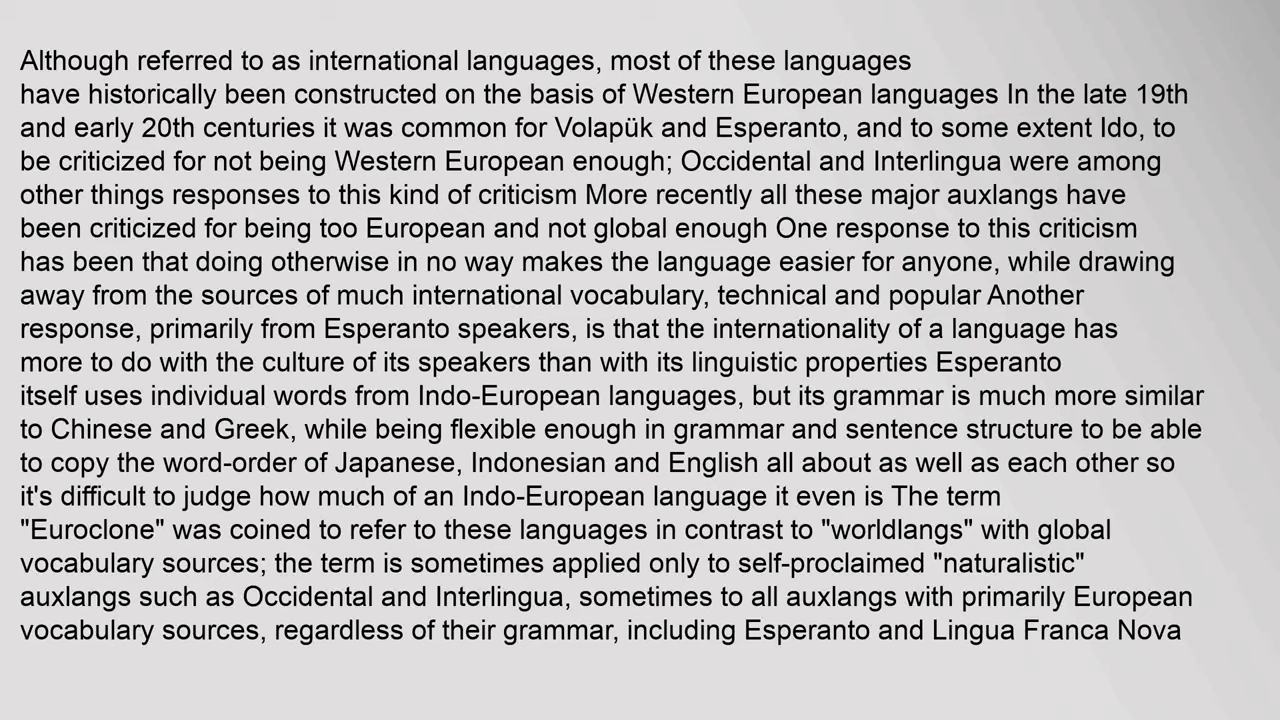 Although referred to as international languages, most of these languages
have historically been constructed on the basis of Western European languages In the late 19th
and early 20th centuries it was common for Volapük and Esperanto, and to some extent Ido, to
be criticized for not being Western European enough; Occidental and Interlingua were among
other things responses to this kind of criticism More recently all these major auxlangs have
been criticized for being too European and not global enough One response to this criticism
has been that doing otherwise in no way makes the language easier for anyone, while drawing
away from the sources of much international vocabulary, technical and popular Another
response, primarily from Esperanto speakers, is that the internationality of a language has
more to do with the culture of its speakers than with its linguistic properties Esperanto
itself uses individual words from Indo-European languages, but its grammar is much more similar
to Chinese and Greek, while being flexible enough in grammar and sentence structure to be able
to copy the word-order of Japanese, Indonesian and English all about as well as each other so
it's difficult to judge how much of an Indo-European language it even is The term
"Euroclone" was coined to refer to these languages in contrast to "worldlangs" with global
vocabulary sources; the term is sometimes applied only to self-proclaimed "naturalistic"
auxlangs such as Occidental and Interlingua, sometimes to all auxlangs with primarily European
vocabulary sources, regardless of their grammar, including Esperanto and Lingua Franca Nova